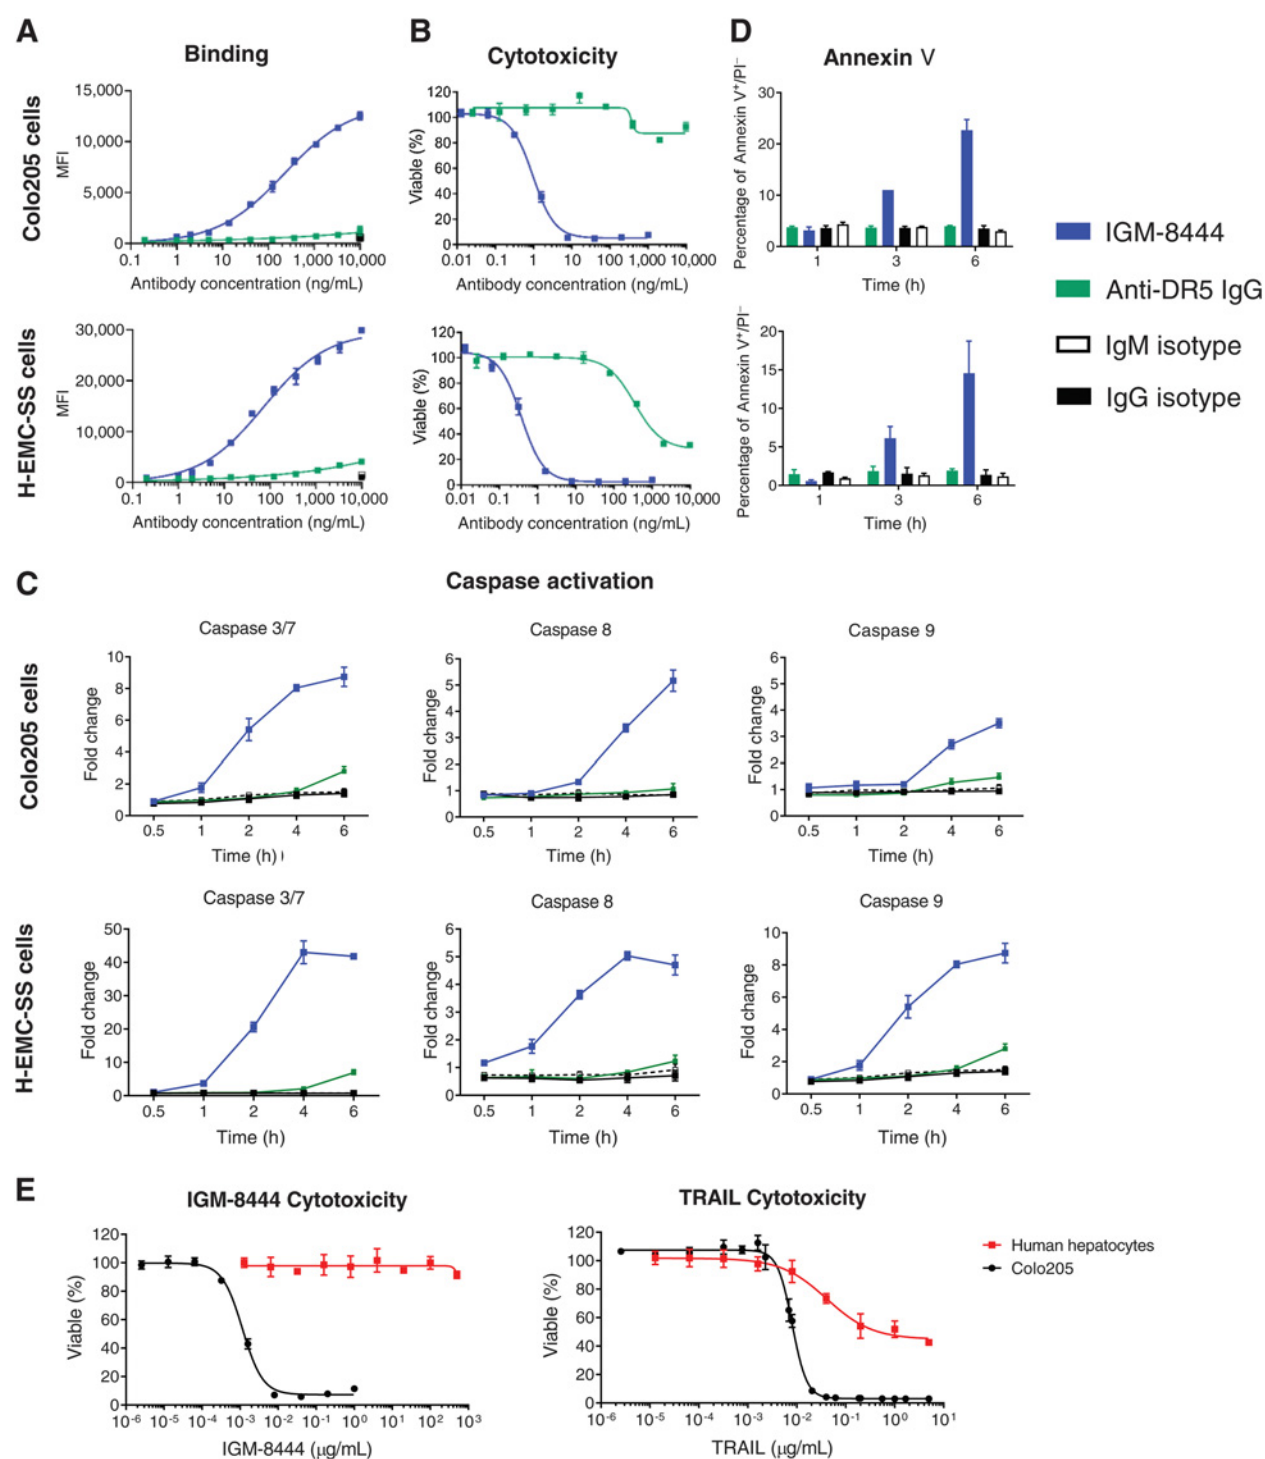 A
Binding
Colo205 cells
MFI
15,000
10,000
5,000
0
0.1 1 10 100 1,000 10,000
Antibody concentration (ng/mL)
H-EMC-SS cells
MFI
30,000
20,000
10,000
0
0.1 1 10 100 1,000 10,000
Antibody concentration (ng/mL)
B
Cytotoxicity
Viable (%)
120
100
80
60
40
20
0
0.01 0.1 1 10 100 1,000 10,000
Antibody concentration (ng/mL)
Viable (%)
120
100
80
60
40
20
0
0.01 0.1 1 10 100 1,000 10,000
Antibody concentration (ng/mL)
D
Annexin V
Percentage of Annexin V+/PI−
30
20
10
0
1 3 6
Time (h)
Percentage of Annexin V+/PI−
20
15
10
5
0
1 3 6
Time (h)
IGM-8444
Anti-DR5 IgG
IgM isotype
IgG isotype
C
Caspase activation
Colo205 cells
Caspase 3/7
Fold change
10
8
6
4
2
0
0.5 1 2 4 6
Time (h)
Caspase 8
Fold change
6
5
4
3
2
1
0
0.5 1 2 4 6
Time (h)
Caspase 9
Fold change
6
5
4
3
2
1
0
0.5 1 2 4 6
Time (h)
H-EMC-SS cells
Caspase 3/7
Fold change
50
40
30
20
10
0
0.5 1 2 4 6
Time (h)
Caspase 8
Fold change
6
5
4
3
2
1
0
0.5 1 2 4 6
Time (h)
Caspase 9
Fold change
10
8
6
4
2
0
0.5 1 2 4 6
Time (h)
E
IGM-8444 Cytotoxicity
Viable (%)
120
100
80
60
40
20
0
10-6 10-5 10-4 10-3 10-2 10-1 100 101 102 103
IGM-8444 (μg/mL)
TRAIL Cytotoxicity
Viable (%)
120
100
80
60
40
20
0
10-6 10-5 10-4 10-3 10-2 10-1 100 101
TRAIL (μg/mL)
Human hepatocytes
Colo205